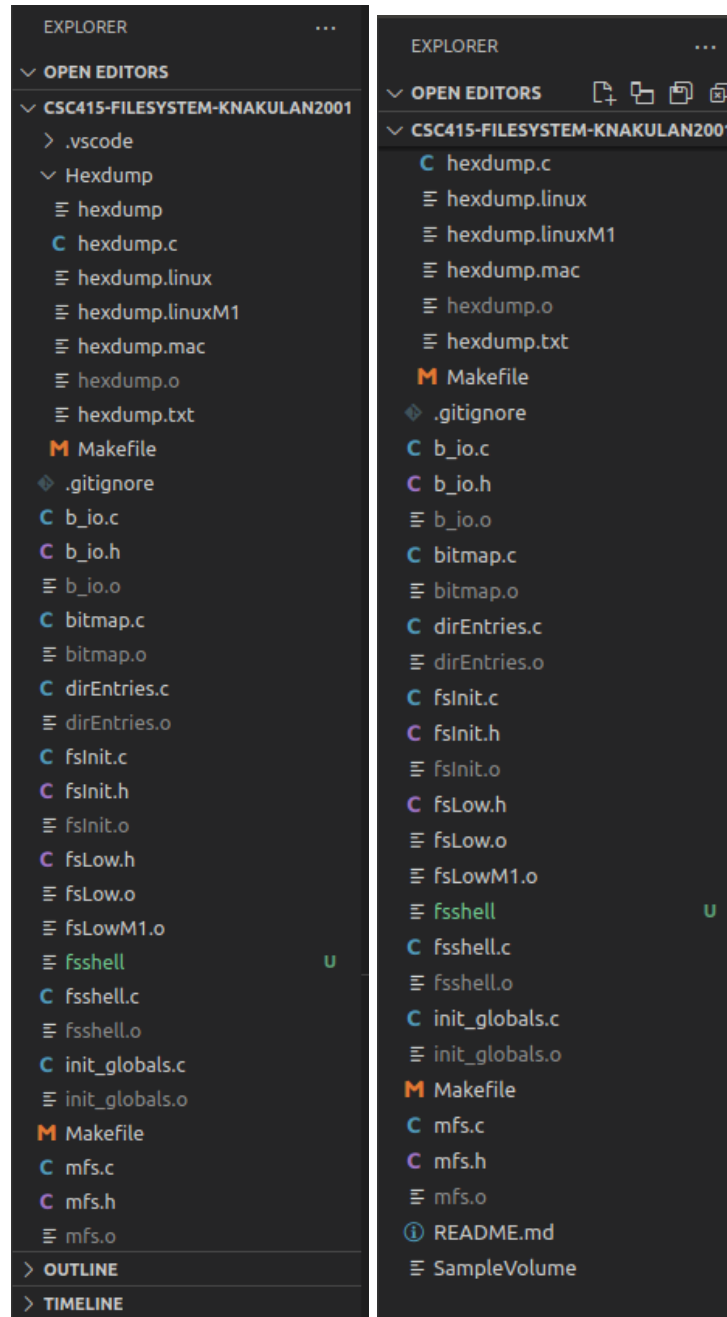 EXPLORER
OPEN EDITORS
CSC415-FILESYSTEM-KNAKULAN2001
.vscode
Hexdump
hexdump
C hexdump.c
hexdump.linux
hexdump.linuxM1
hexdump.mac
hexdump.o
hexdump.txt
M Makefile
.gitignore
C b_io.c
C b_io.h
b_io.o
C bitmap.c
bitmap.o
C dirEntries.c
dirEntries.o
C fsInit.c
C fsInit.h
fsInit.o
C fsLow.h
fsLow.o
fsLowM1.o
fsshell U
C fsshell.c
fsshell.o
C init_globals.c
init_globals.o
M Makefile
C mfs.c
C mfs.h
mfs.o
OUTLINE
TIMELINE
EXPLORER
OPEN EDITORS
CSC415-FILESYSTEM-KNAKULAN2001
C hexdump.c
hexdump.linux
hexdump.linuxM1
hexdump.mac
hexdump.o
hexdump.txt
M Makefile
.gitignore
C b_io.c
C b_io.h
b_io.o
C bitmap.c
bitmap.o
C dirEntries.c
dirEntries.o
C fsInit.c
C fsInit.h
fsInit.o
C fsLow.h
fsLow.o
fsLowM1.o
fsshell U
C fsshell.c
fsshell.o
C init_globals.c
init_globals.o
M Makefile
C mfs.c
C mfs.h
mfs.o
README.md
SampleVolume